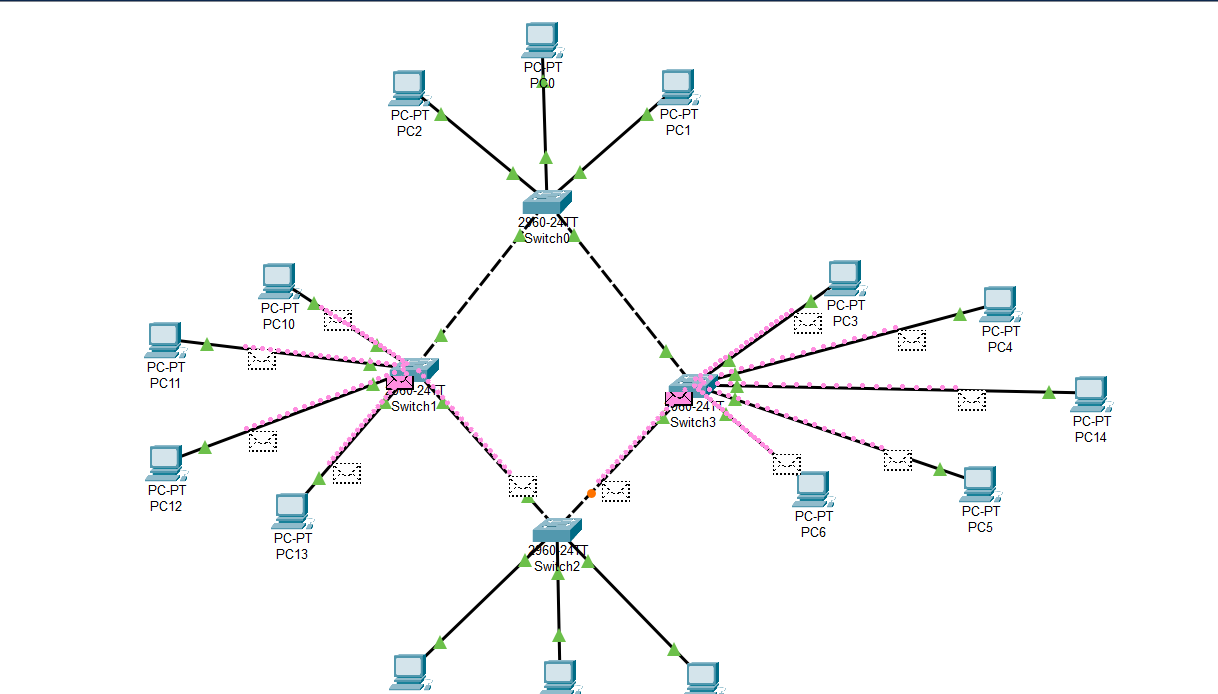 PC-PT
PC0
PC-PT
PC2
PC-PT
PC1
2960-24TT
Switch0
PC-PT
PC10
PC-PT
PC3
PC-PT
PC4
PC-PT
PC11
Switch1
Switch3
PC-PT
PC14
PC-PT
PC12
PC-PT
PC13
PC-PT
PC6
PC-PT
PC5
2960-24TT
Switch2